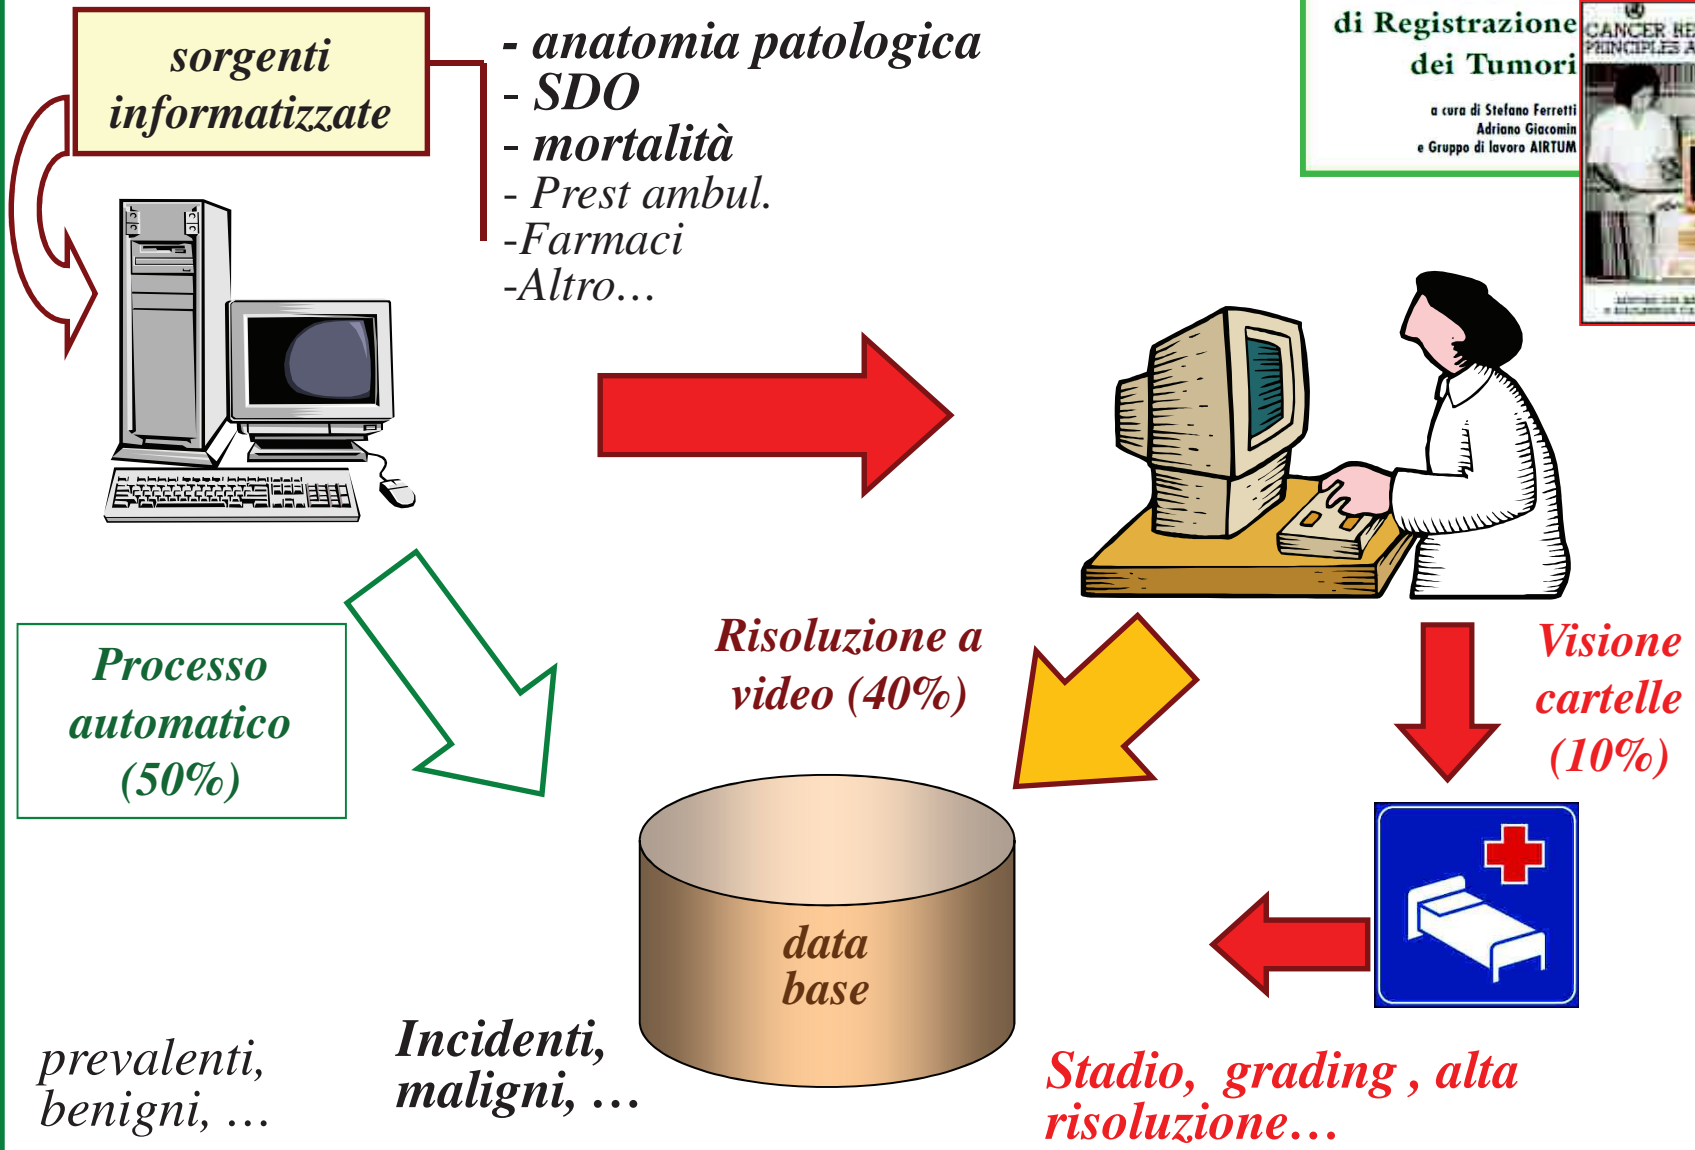 sorgenti
informatizzate
- anatomia patologica
- SDO
- mortalità
- Prest ambul.
-Farmaci
-Altro…
di Registrazione
dei Tumori
a cura di Stefano Ferretti
Adriano Giacomin
e Gruppo di lavoro AIRTUM
CANCER
PRINCIPLES
Processo
automatico
(50%)
Risoluzione a
video (40%)
Visione
cartelle
(10%)
data
base
prevalenti,
benigni, …
Incidenti,
maligni, …
Stadio, grading , alta
risoluzione…